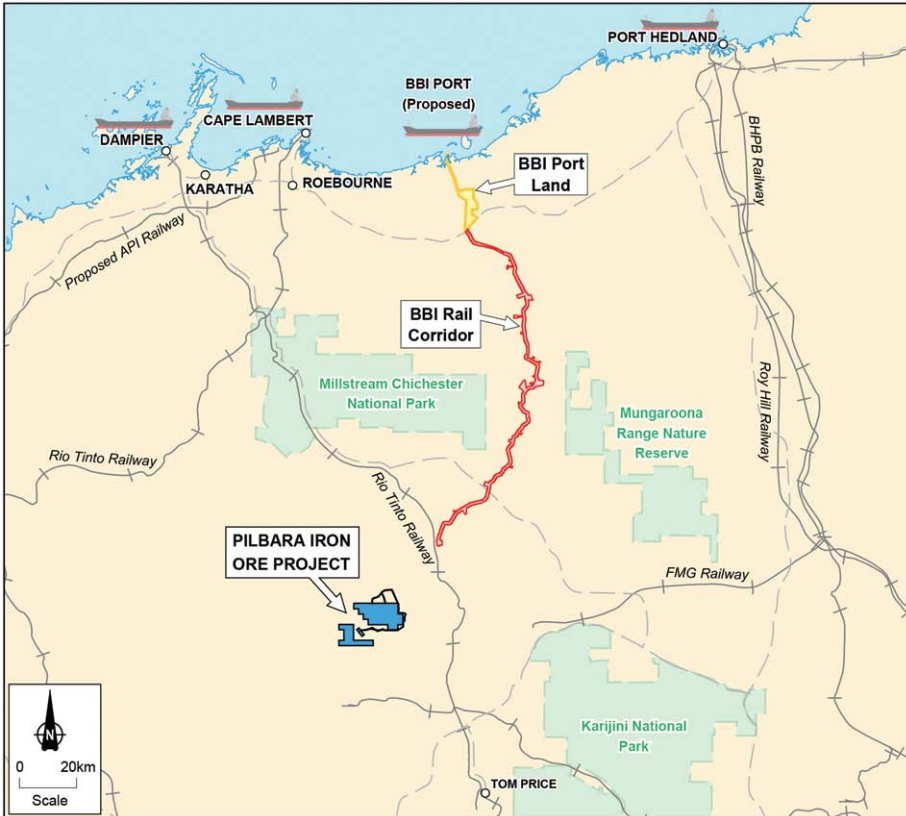 PORT HEDLAND
BBI PORT
(Proposed)
CAPE LAMBERT
DAMPIER
KARATHA
ROEBOURNE
BBI Port
Land
BHPB Railway
Proposed API Railway
BBI Rail
Corridor
Millstream Chichester
National Park
Mungaroona
Range Nature
Reserve
Roy Hill Railway
Rio Tinto Railway
Rio Tinto Railway
PILBARA IRON
ORE PROJECT
FMG Railway
Karijini National
Park
N
0 20km
Scale
TOM PRICE